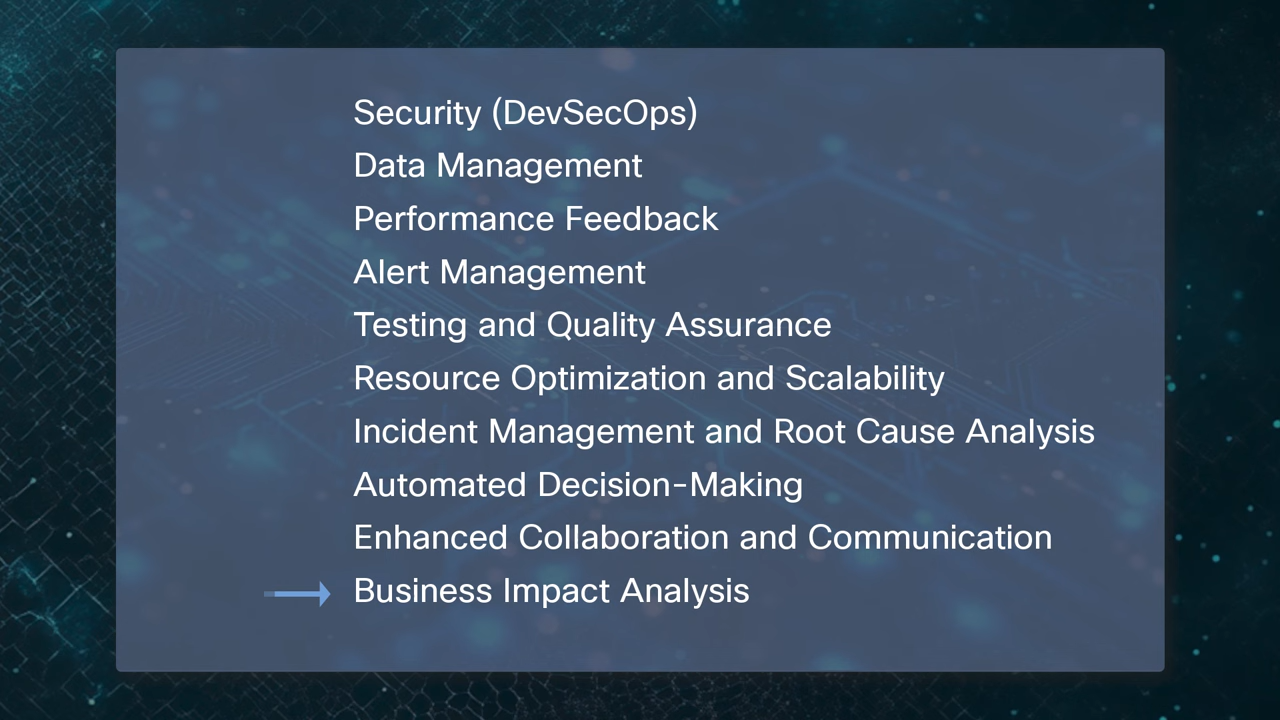 Security (DevSecOps)
Data Management
Performance Feedback
Alert Management
Testing and Quality Assurance
Resource Optimization and Scalability
Incident Management and Root Cause Analysis
Automated Decision-Making
Enhanced Collaboration and Communication
Business Impact Analysis